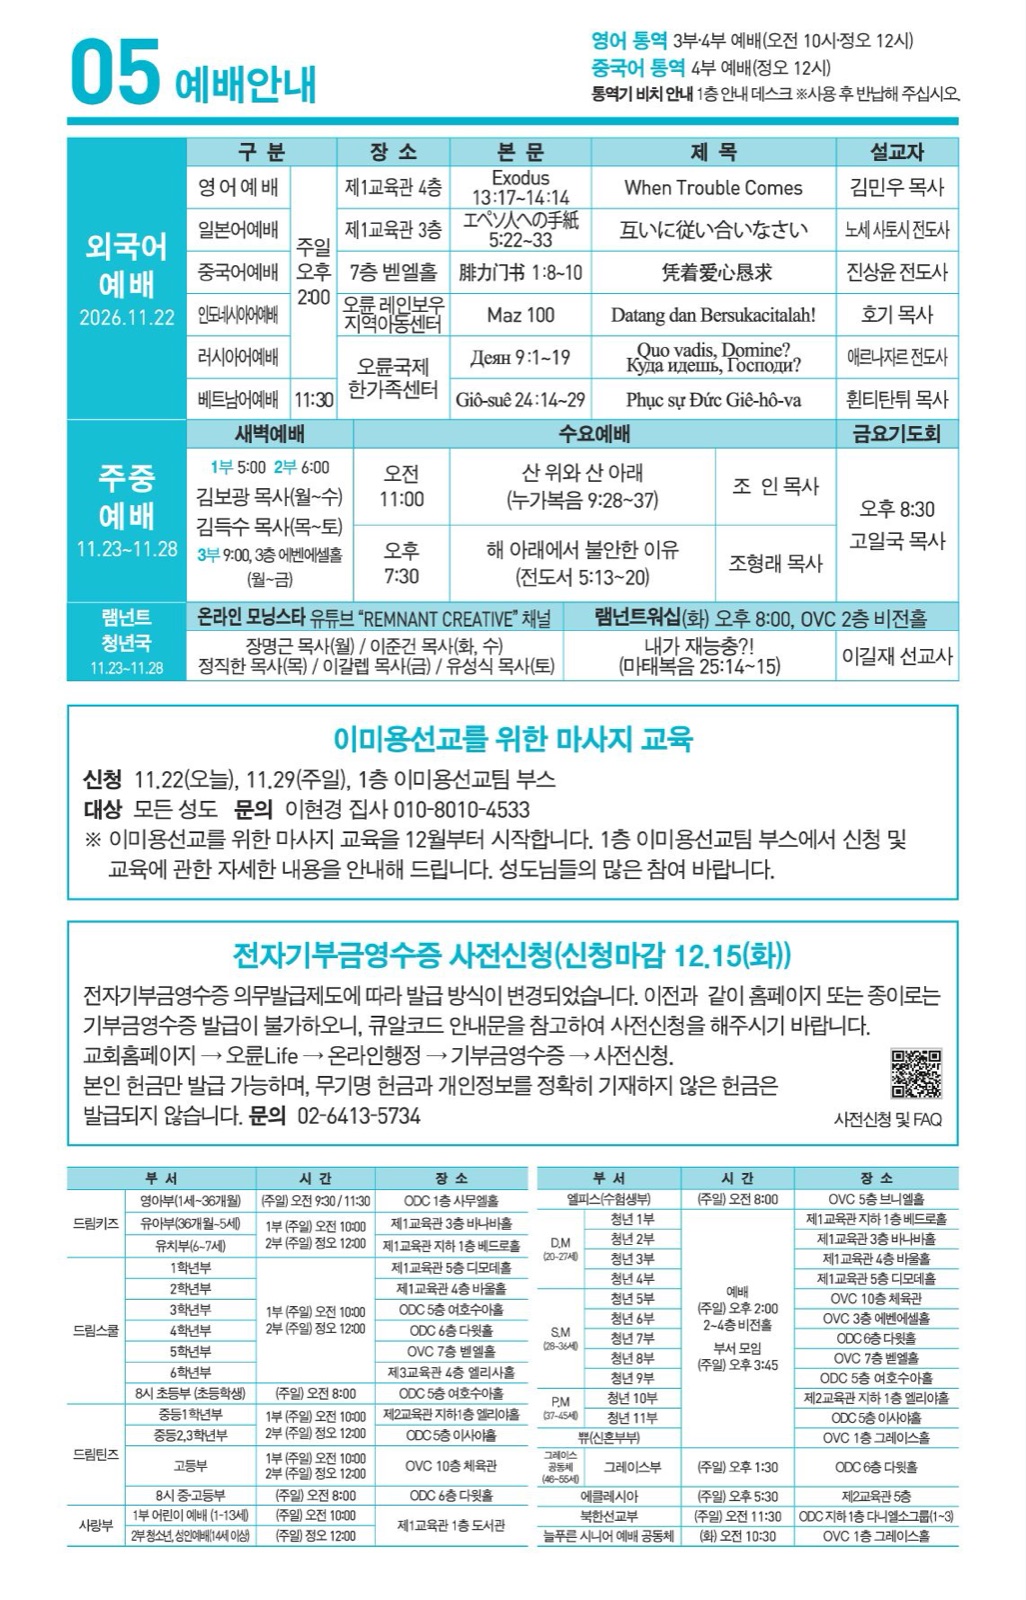 05 예배안내
영어 통역 3부·4부 예배(오전 10시·정오 12시)
중국어 통역 4부 예배(정오 12시)
통역기 비치 안내 1층 안내 데스크 ※사용 후 반납해 주십시오.
외국어
예배
2026.11.22
구 분 장 소 본 문 제 목 설교자
영어예배 제1교육관 4층 Exodus 13:17~14:14 When Trouble Comes 김민우 목사
일본어예배 제1교육관 3층 エペソ人への手紙 5:22~33 互いに従い合いなさい 노세 사토시 전도사
주일
오후
2:00
중국어예배 7층 벧엘홀 腓力门书 1:8~10 凭着爱心恳求 진상윤 전도사
인도네시아어예배 오륜 레인보우 지역아동센터 Maz 100 Datang dan Bersukacitalah! 호기 목사
러시아어예배 Деян 9:1~19 Quo vadis, Domine? Куда идешь, Господи? 애르나자르 전도사
오륜국제
한가족센터
베트남어예배 11:30 Giô-suê 24:14~29 Phục sự Đức Giê-hô-va 휜티탄튀 목사
주중
예배
11.23~11.28
새벽예배 수요예배 금요기도회
1부 5:00 2부 6:00
김보광 목사(월~수)
김득수 목사(목~토)
3부 9:00, 3층 에벤에셀홀
(월~금)
오전
11:00
산 위와 산 아래
(누가복음 9:28~37)
조 인 목사
오후
7:30
해 아래에서 불안한 이유
(전도서 5:13~20)
조형래 목사
오후 8:30
고일국 목사
램넌트
청년국
11.23~11.28
온라인 모닝스타 유튜브 “REMNANT CREATIVE” 채널 램넌트워십(화) 오후 8:00, OVC 2층 비전홀
장명근 목사(월) / 이준건 목사(화, 수)
정직한 목사(목) / 이갈렙 목사(금) / 유성식 목사(토)
내가 재능충?!
(마태복음 25:14~15)
이길재 선교사
이미용선교를 위한 마사지 교육
신청 11.22(오늘), 11.29(주일), 1층 이미용선교팀 부스
대상 모든 성도 문의 이현경 집사 010-8010-4533
※ 이미용선교를 위한 마사지 교육을 12월부터 시작합니다. 1층 이미용선교팀 부스에서 신청 및
교육에 관한 자세한 내용을 안내해 드립니다. 성도님들의 많은 참여 바랍니다.
전자기부금영수증 사전신청(신청마감 12.15(화))
전자기부금영수증 의무발급제도에 따라 발급 방식이 변경되었습니다. 이전과 같이 홈페이지 또는 종이로는
기부금영수증 발급이 불가하오니, 큐알코드 안내문을 참고하여 사전신청을 해주시기 바랍니다.
교회홈페이지 → 오륜Life → 온라인행정 → 기부금영수증 → 사전신청.
본인 헌금만 발급 가능하며, 무기명 헌금과 개인정보를 정확히 기재하지 않은 헌금은
발급되지 않습니다. 문의 02-6413-5734
사전신청 및 FAQ
부 서 시 간 장 소
드림키즈
영아부(1세~36개월) (주일) 오전 9:30 / 11:30 ODC 1층 사무엘홀
유아부(36개월~5세) 1부 (주일) 오전 10:00 제1교육관 3층 바나바홀
유치부(6~7세) 2부 (주일) 정오 12:00 제1교육관 지하 1층 베드로홀
드림스쿨
1학년부 제1교육관 5층 디모데홀
2학년부 제1교육관 4층 바울홀
3학년부 1부 (주일) 오전 10:00 ODC 5층 여호수아홀
4학년부 2부 (주일) 정오 12:00 ODC 6층 다윗홀
5학년부 OVC 7층 벧엘홀
6학년부 제3교육관 4층 엘리사홀
8시 초등부 (초등학생) (주일) 오전 8:00 ODC 5층 여호수아홀
드림틴즈
중등1학년부 1부 (주일) 오전 10:00 제2교육관 지하1층 엘리야홀
중등2,3학년부 2부 (주일) 정오 12:00 ODC 5층 이사야홀
고등부 1부 (주일) 오전 10:00 2부 (주일) 정오 12:00 OVC 10층 체육관
8시 중·고등부 (주일) 오전 8:00 ODC 6층 다윗홀
사랑부
1부 어린이 예배 (1~13세) (주일) 오전 10:00
2부 청소년, 성인예배(14세 이상) (주일) 정오 12:00
제1교육관 1층 도서관
부 서 시 간 장 소
엘피스(수험생부) (주일) 오전 8:00 OVC 5층 브니엘홀
D.M
(20~27세)
청년 1부 제1교육관 지하 1층 베드로홀
청년 2부 제1교육관 3층 바나바홀
청년 3부 제1교육관 4층 바울홀
청년 4부 제1교육관 5층 디모데홀
예배
(주일) 오후 2:00
2~4층 비전홀
부서 모임
(주일) 오후 3:45
S.M
(28~36세)
청년 5부 OVC 10층 체육관
청년 6부 OVC 3층 에벤에셀홀
청년 7부 ODC 6층 다윗홀
청년 8부 OVC 7층 벧엘홀
청년 9부 ODC 5층 여호수아홀
P.M
(37~45세)
청년 10부 제2교육관 지하 1층 엘리야홀
청년 11부 ODC 5층 이사야홀
쀼(신혼부부) OVC 1층 그레이스홀
그레이스
공동체
(46~55세)
그레이스부 (주일) 오후 1:30 ODC 6층 다윗홀
에클레시아 (주일) 오후 5:30 제2교육관 5층
북한선교부 (주일) 오전 11:30 ODC 지하 1층 다니엘소그룹(1~3)
늘푸른 시니어 예배 공동체 (화) 오전 10:30 OVC 1층 그레이스홀